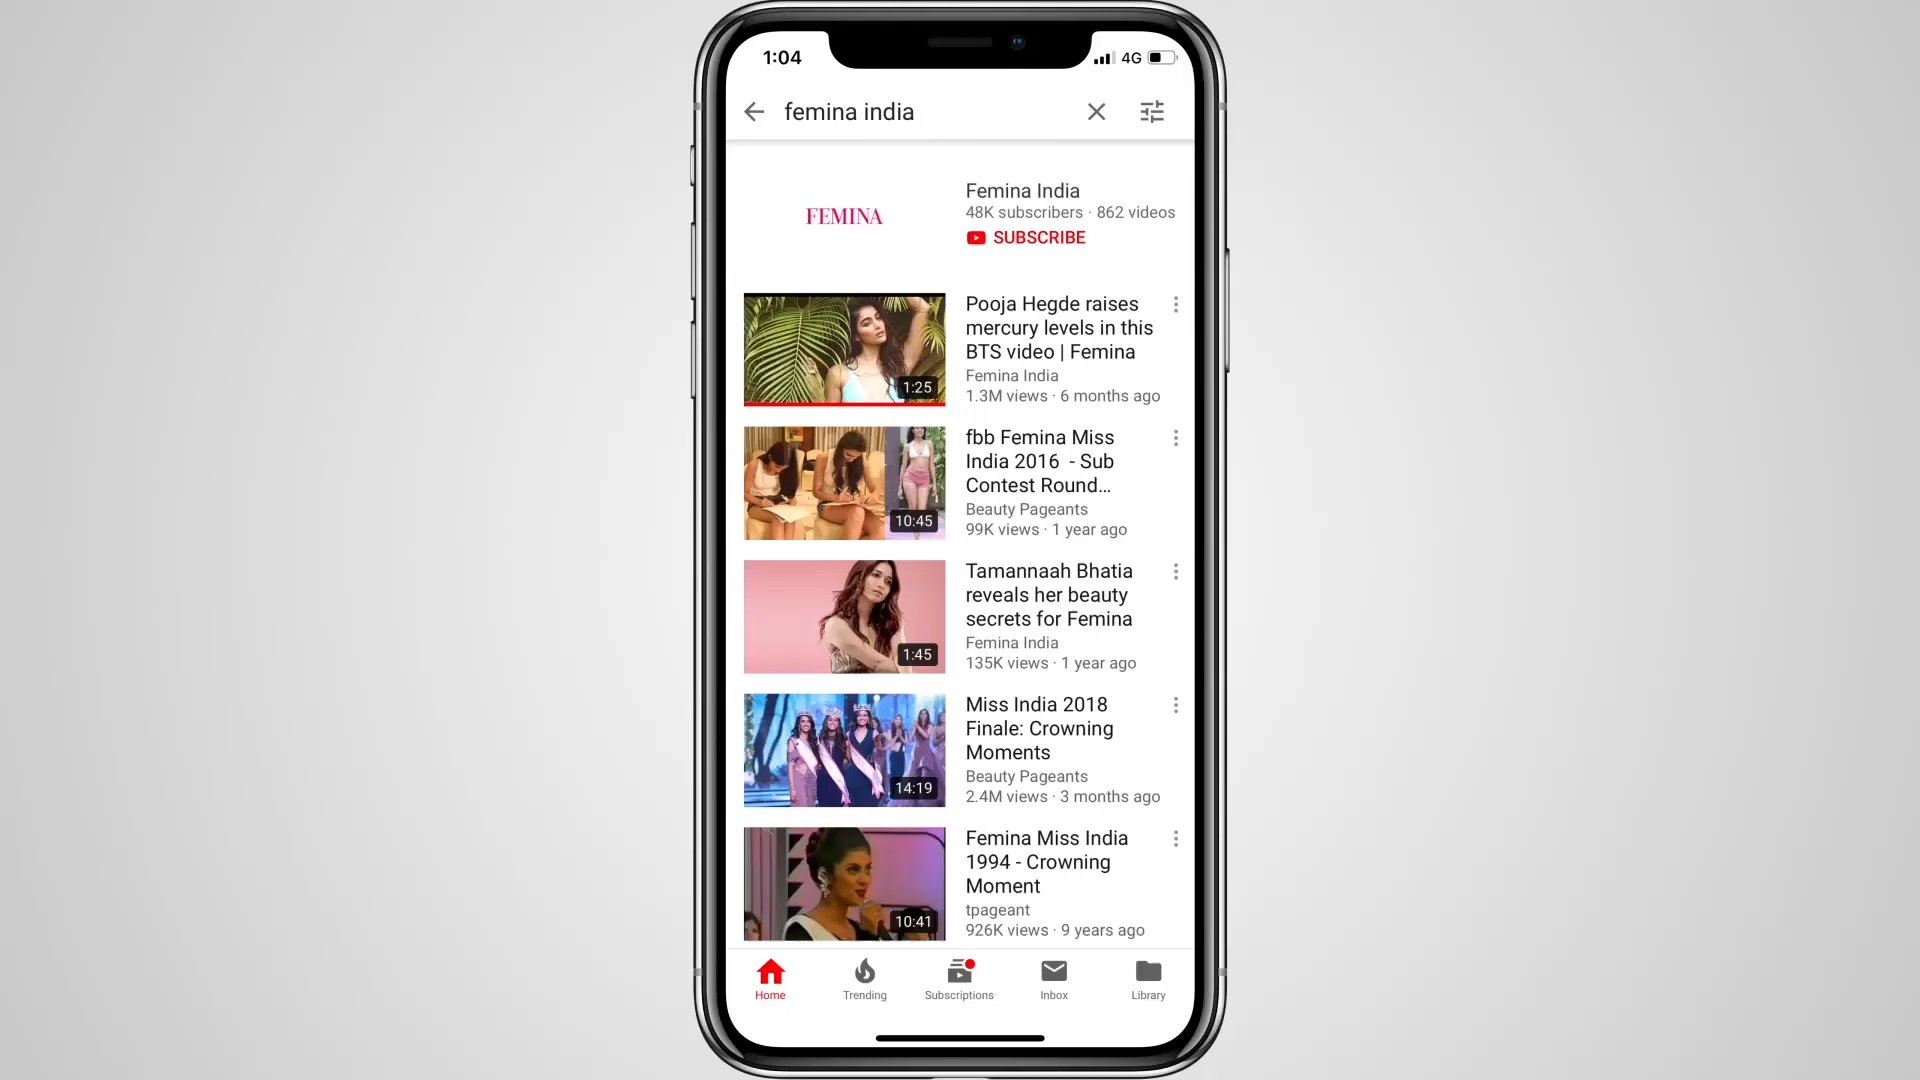 1:04
4G
femina india
FEMINA
Femina India
48K subscribers · 862 videos
SUBSCRIBE
Pooja Hegde raises
mercury levels in this
BTS video | Femina
Femina India
1.3M views · 6 months ago
1:25
fbb Femina Miss
India 2016 - Sub
Contest Round...
Beauty Pageants
99K views · 1 year ago
10:45
Tamannaah Bhatia
reveals her beauty
secrets for Femina
Femina India
135K views · 1 year ago
1:45
Miss India 2018
Finale: Crowning
Moments
Beauty Pageants
2.4M views · 3 months ago
14:19
Femina Miss India
1994 - Crowning
Moment
tpageant
926K views · 9 years ago
10:41
Home
Trending
Subscriptions
Inbox
Library